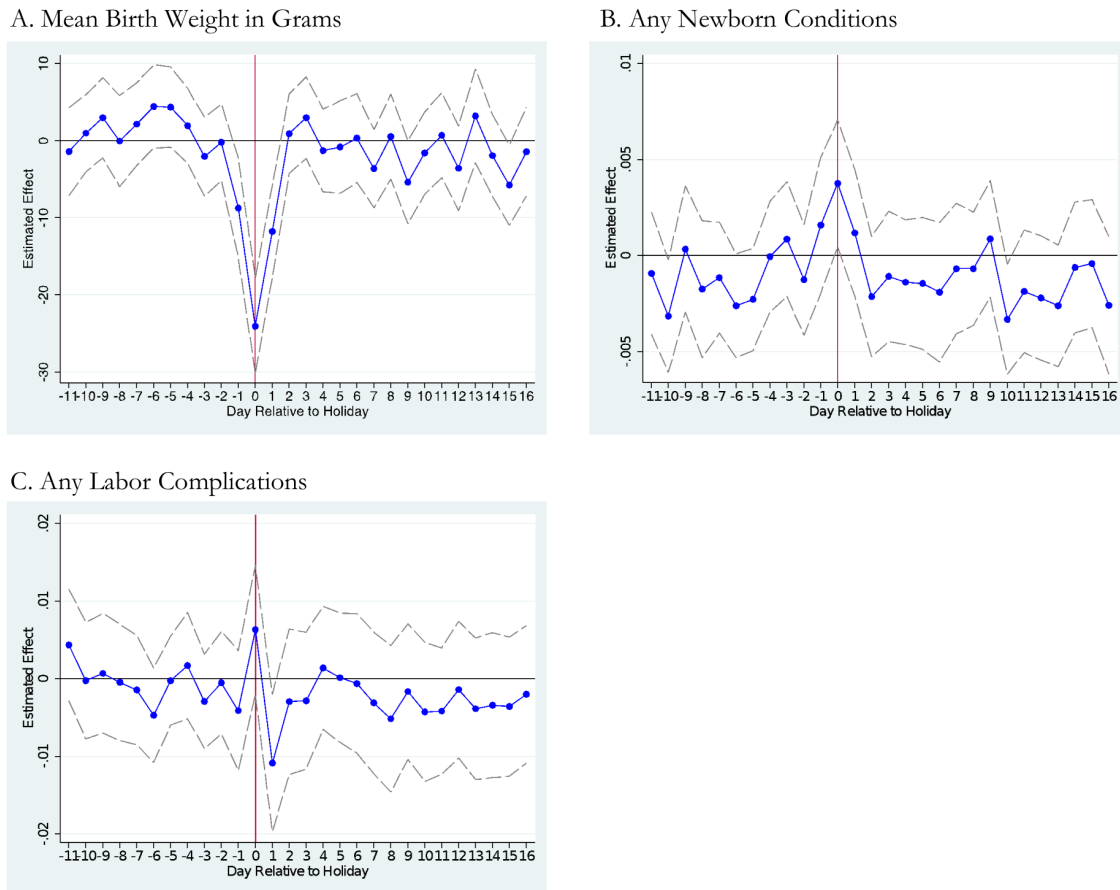 A. Mean Birth Weight in Grams
10
0
-10
20
-30
Estimated Effect
-11 -10 -9 -8 -7 -6 -5 -4 -3 -2 -1 0 1 2 3 4 5 6 7 8 9 10 11 12 13 14 15 16
Day Relative to Holiday
B. Any Newborn Conditions
.01
.005
0
-.005
Estimated Effect
-11 -10 -9 -8 -7 -6 -5 -4 -3 -2 -1 0 1 2 3 4 5 6 7 8 9 10 11 12 13 14 15 16
Day Relative to Holiday
C. Any Labor Complications
.02
.01
0
-.01
-.02
Estimated Effect
-11 -10 -9 -8 -7 -6 -5 -4 -3 -2 -1 0 1 2 3 4 5 6 7 8 9 10 11 12 13 14 15 16
Day Relative to Holiday